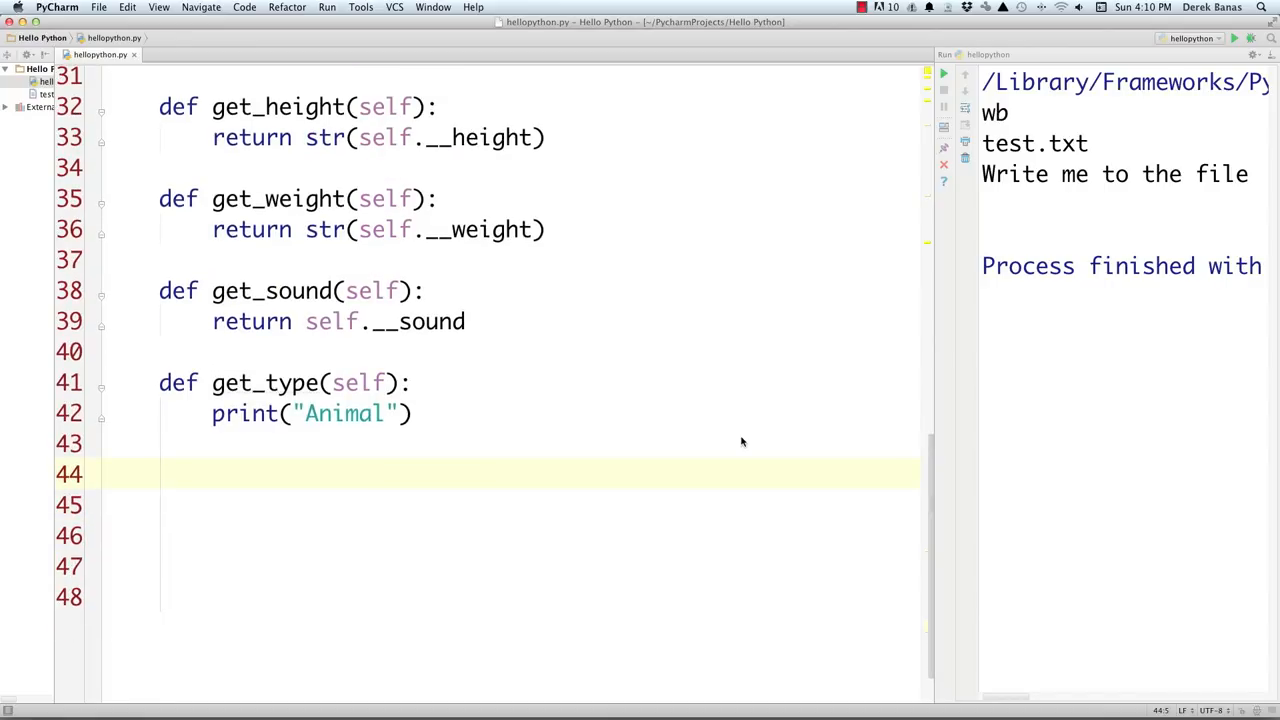 PyCharm File Edit View Navigate Code Refactor Run Tools VCS Window Help 10 Sun 4:10 PM Derek Banas
hellopython.py – Hello Python – [~/PycharmProjects/Hello Python]
Hello Python hellopython.py hellopython
hellopython.py Run hellopython
Hello P
hell
test
Extern
31
32 def get_height(self):
33 return str(self.__height)
34
35 def get_weight(self):
36 return str(self.__weight)
37
38 def get_sound(self):
39 return self.__sound
40
41 def get_type(self):
42 print("Animal")
43
44
45
46
47
48
/Library/Frameworks/Py
wb
test.txt
Write me to the file
Process finished with
44:5 LF UTF-8